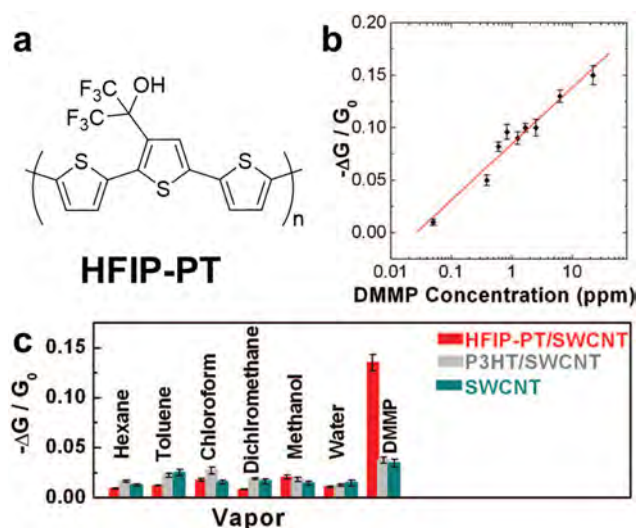 a
F₃C OH
F₃C
S
S
S
n
HFIP-PT
b
-ΔG / G₀
0.20
0.15
0.10
0.05
0.00
0.01 0.1 1 10
DMMP Concentration (ppm)
c
-ΔG / G₀
0.15
0.10
0.05
0.00
Hexane
Toluene
Chloroform
Dichlromethane
Methanol
Water
DMMP
HFIP-PT/SWCNT
P3HT/SWCNT
SWCNT
Vapor